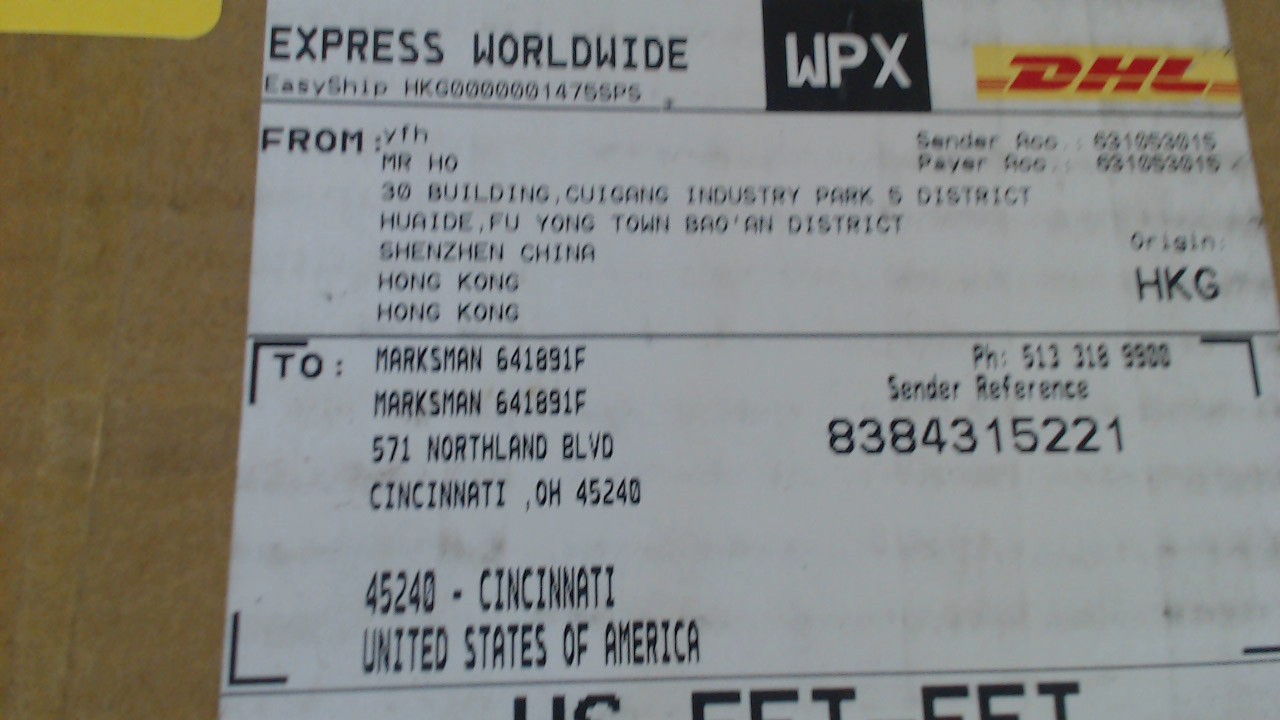 EXPRESS WORLDWIDE
WPX
DHL
EasyShip HKG00000001475SPS
FROM: yfh
MR HO
Sender Acc.: 631053015
Payer Acc.: 631053015
30 BUILDING,CUIGANG INDUSTRY PARK 5 DISTRICT
HUAIDE,FU YONG TOWN BAO'AN DISTRICT
SHENZHEN CHINA
HONG KONG
HONG KONG
Origin:
HKG
TO: MARKSMAN 641891F
MARKSMAN 641891F
571 NORTHLAND BLVD
CINCINNATI ,OH 45240
Ph: 513 318 9900
Sender Reference
8384315221
45240 - CINCINNATI
UNITED STATES OF AMERICA